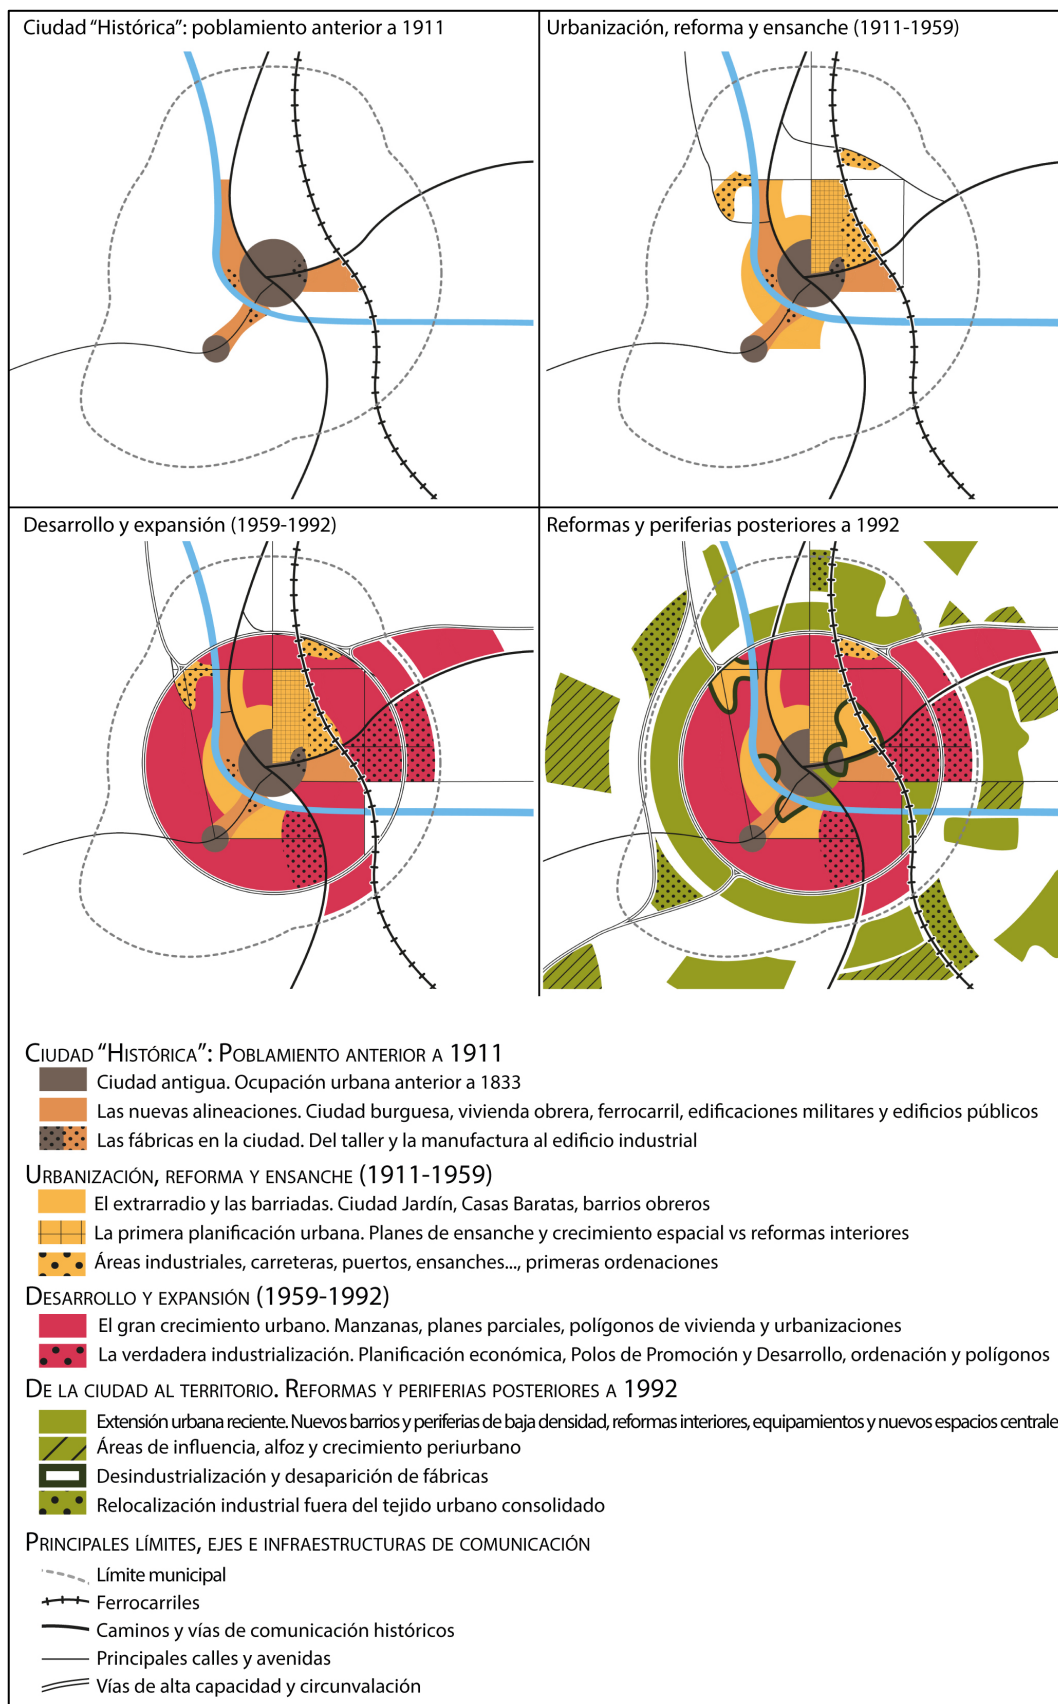 Ciudad “Histórica”: poblamiento anterior a 1911
Urbanización, reforma y ensanche (1911-1959)
Desarrollo y expansión (1959-1992)
Reformas y periferias posteriores a 1992
Ciudad “Histórica”: Poblamiento anterior a 1911
Ciudad antigua. Ocupación urbana anterior a 1833
Las nuevas alineaciones. Ciudad burguesa, vivienda obrera, ferrocarril, edificaciones militares y edificios públicos
Las fábricas en la ciudad. Del taller y la manufactura al edificio industrial
Urbanización, reforma y ensanche (1911-1959)
El extrarradio y las barriadas. Ciudad Jardín, Casas Baratas, barrios obreros
La primera planificación urbana. Planes de ensanche y crecimiento espacial vs reformas interiores
Áreas industriales, carreteras, puertos, ensanches..., primeras ordenaciones
Desarrollo y expansión (1959-1992)
El gran crecimiento urbano. Manzanas, planes parciales, polígonos de vivienda y urbanizaciones
La verdadera industrialización. Planificación económica, Polos de Promoción y Desarrollo, ordenación y polígonos
De la ciudad al territorio. Reformas y periferias posteriores a 1992
Extensión urbana reciente. Nuevos barrios y periferias de baja densidad, reformas interiores, equipamientos y nuevos espacios centrale
Áreas de influencia, alfoz y crecimiento periurbano
Desindustrialización y desaparición de fábricas
Relocalización industrial fuera del tejido urbano consolidado
Principales límites, ejes e infraestructuras de comunicación
Límite municipal
Ferrocarriles
Caminos y vías de comunicación históricos
Principales calles y avenidas
Vías de alta capacidad y circunvalación